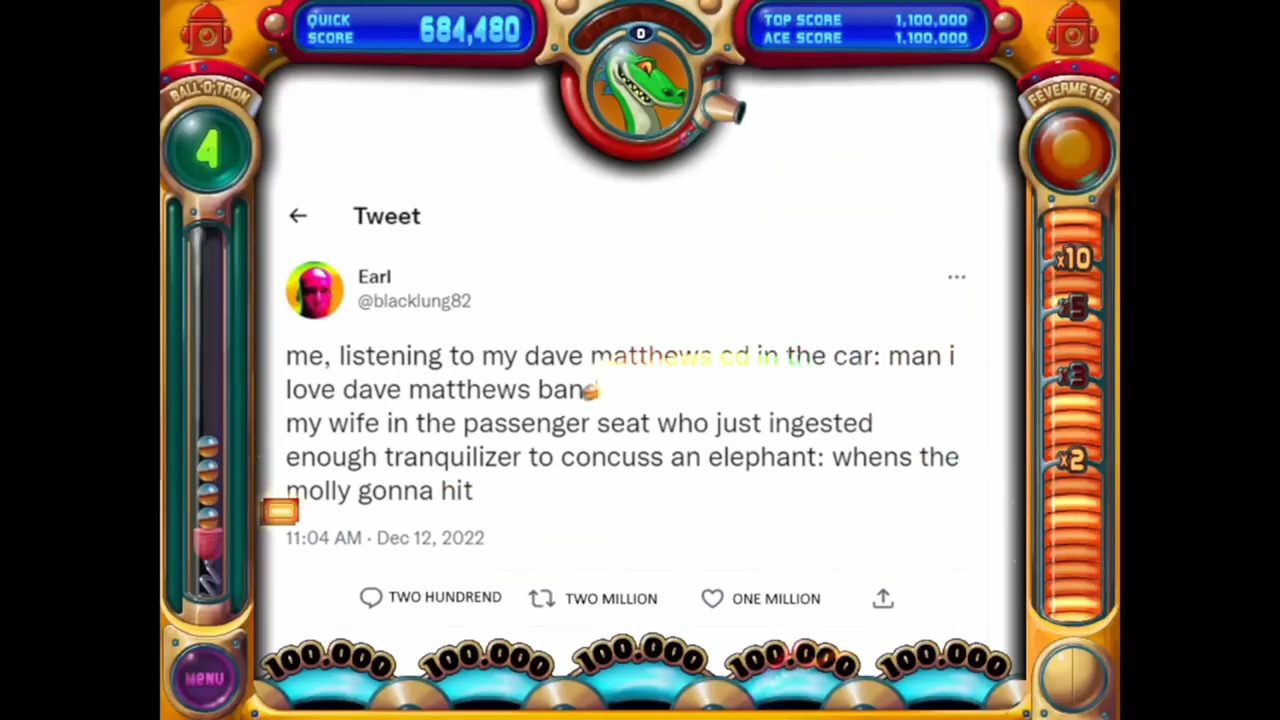 QUICK SCORE 684,480
0
TOP SCORE 1,100,000
ACE SCORE 1,100,000
BALL-O-TRON
4
FEVERMETER
x10
x5
x3
x2
Tweet
Earl
@blacklung82
me, listening to my dave matthews cd in the car: man i
love dave matthews band
my wife in the passenger seat who just ingested
enough tranquilizer to concuss an elephant: whens the
molly gonna hit
11:04 AM · Dec 12, 2022
TWO HUNDREND TWO MILLION ONE MILLION
100.000 100.000 100.000 100.000 100.000
MENU